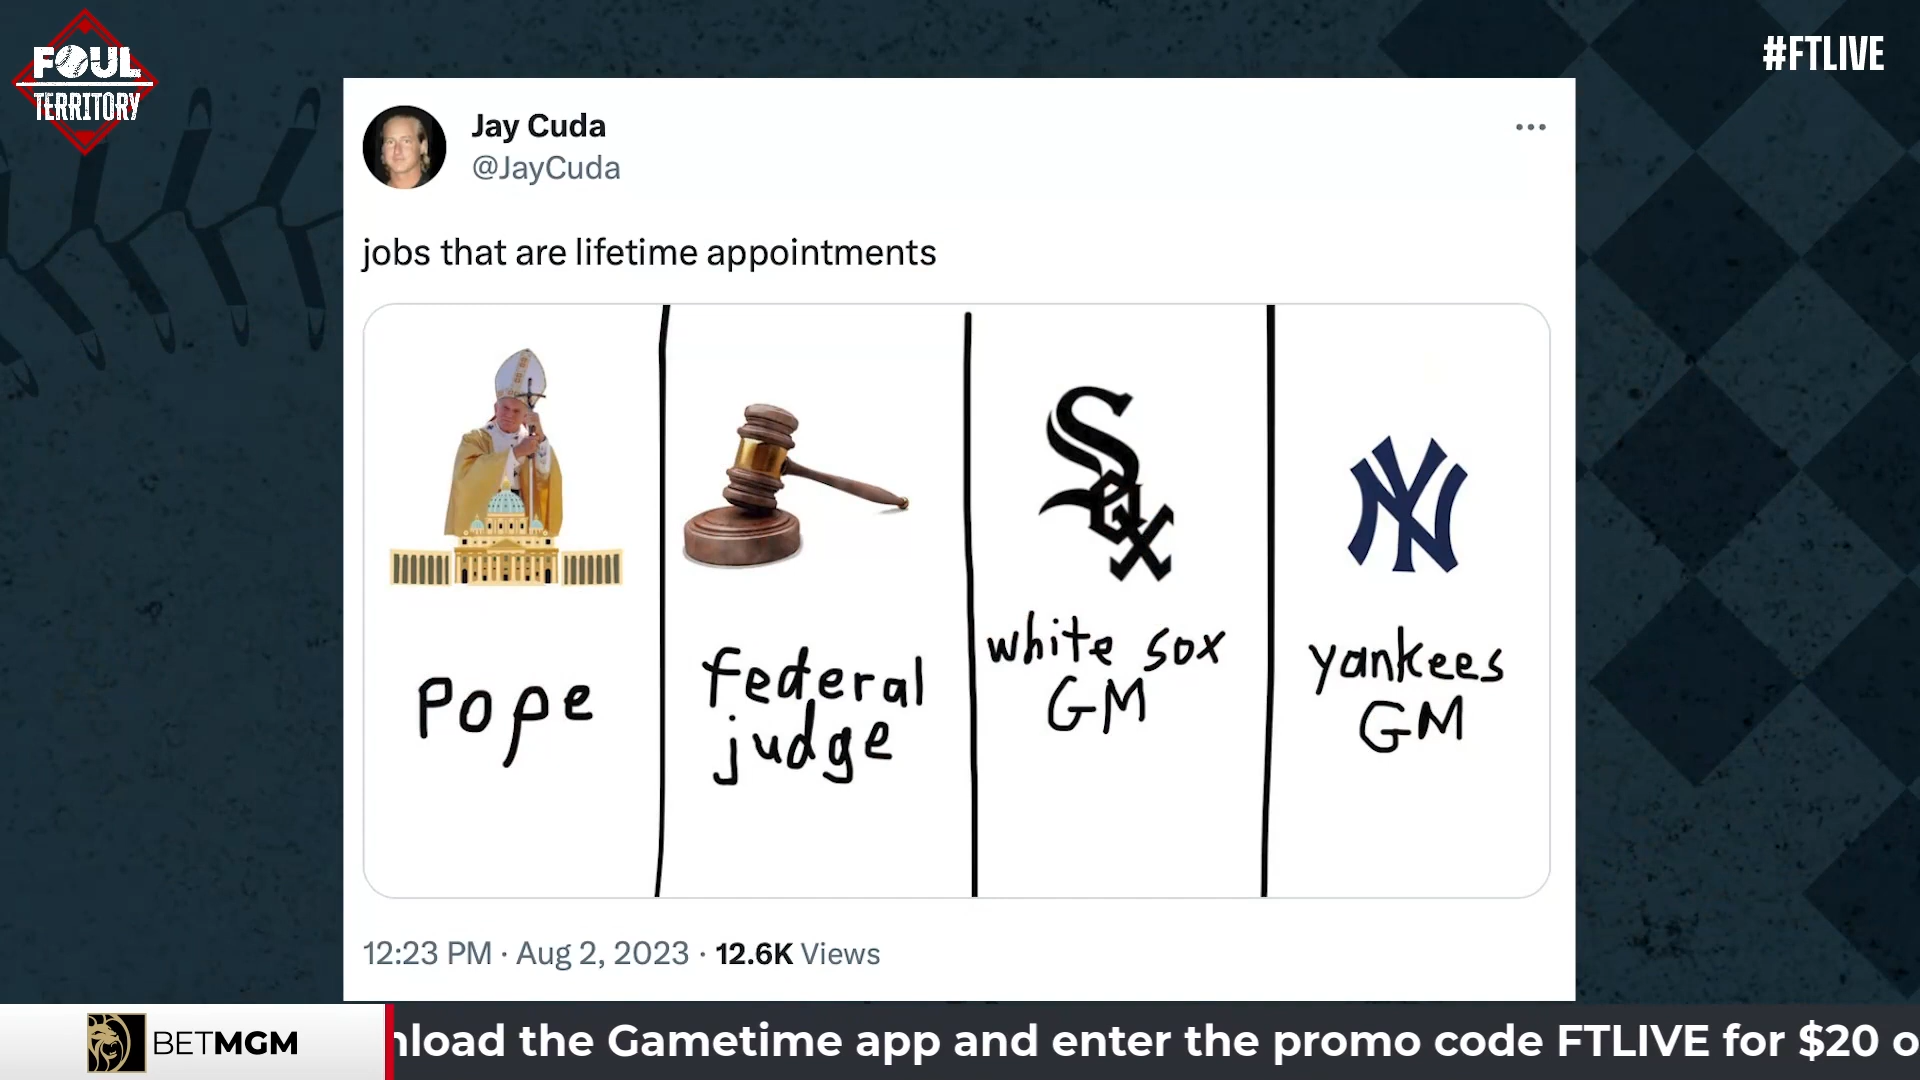 FOUL
TERRITORY
#FTLIVE
Jay Cuda
@JayCuda
jobs that are lifetime appointments
Sox
NY
Pope
federal
judge
white sox
GM
yankees
GM
12:23 PM · Aug 2, 2023 · 12.6K Views
BETMGM
nload the Gametime app and enter the promo code FTLIVE for $20 o